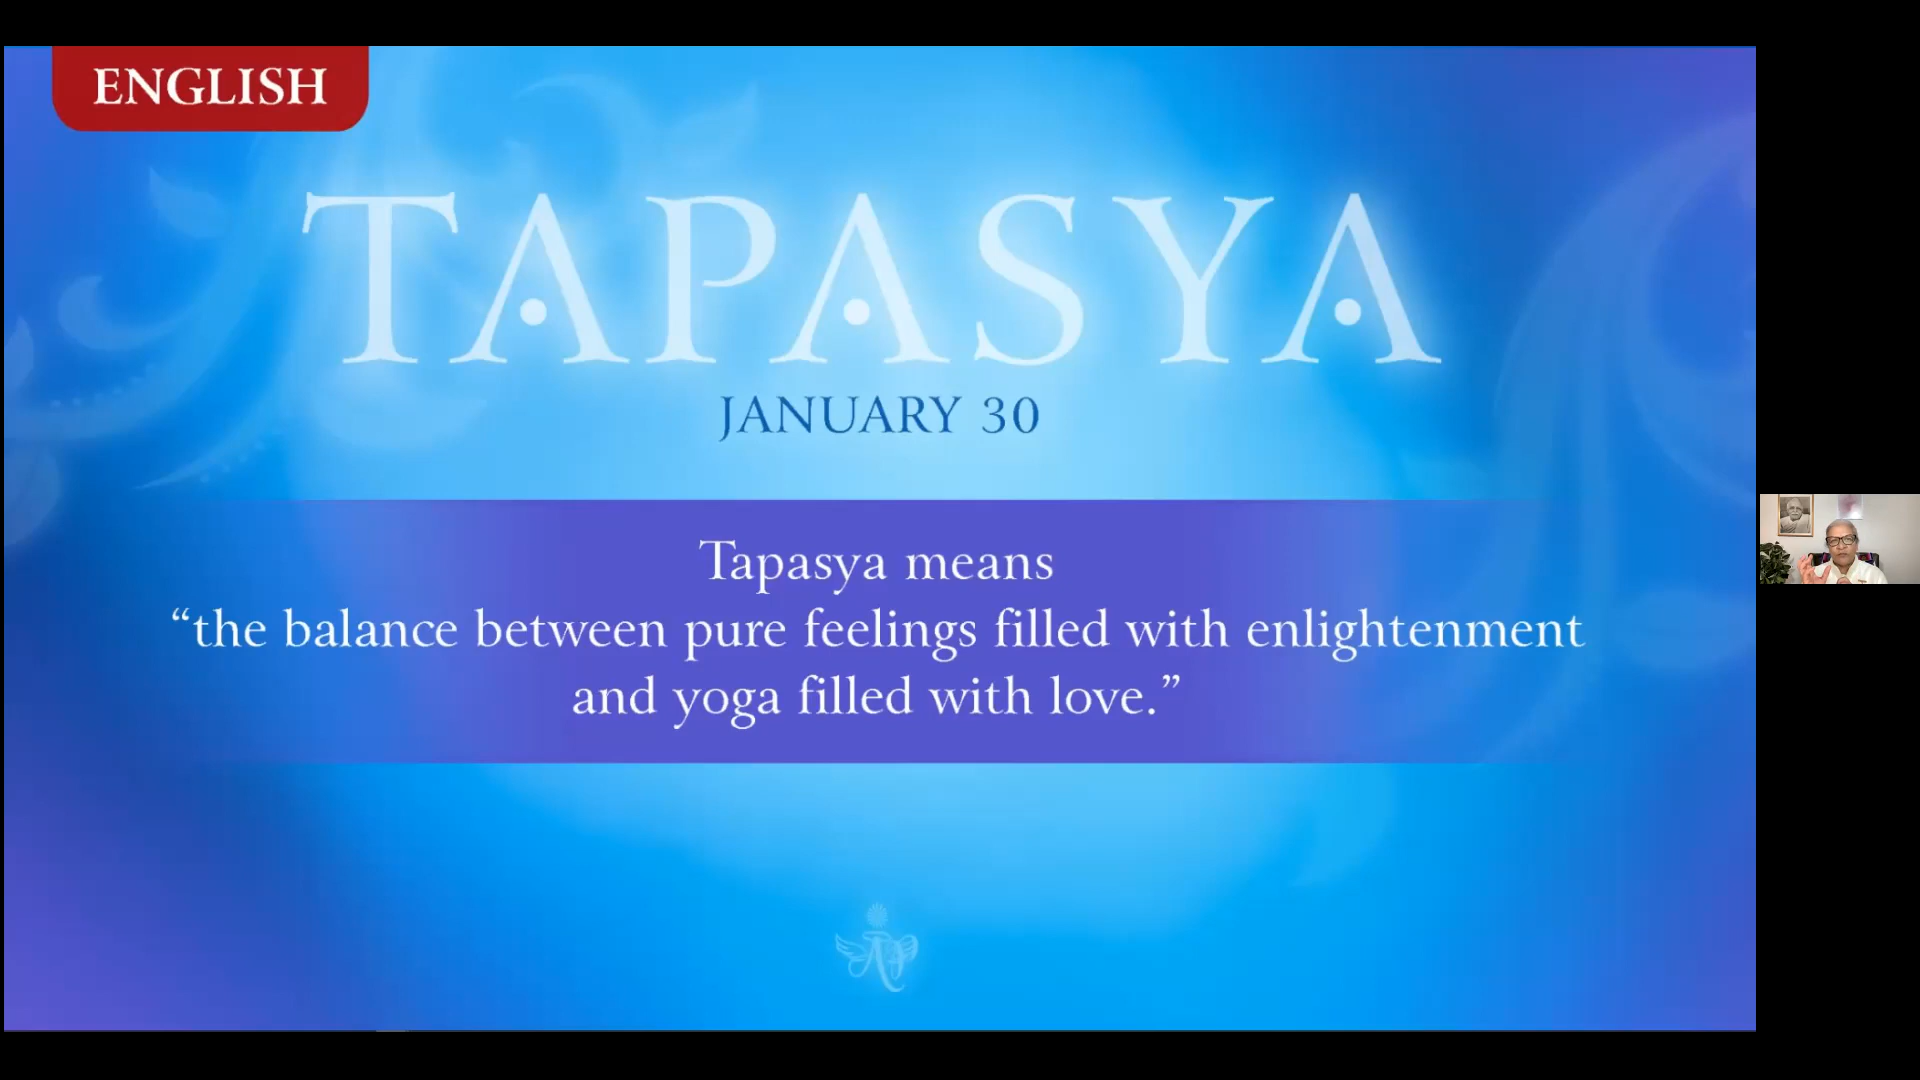 ENGLISH
TAPASYA
JANUARY 30
Tapasya means
“the balance between pure feelings filled with enlightenment
and yoga filled with love.”